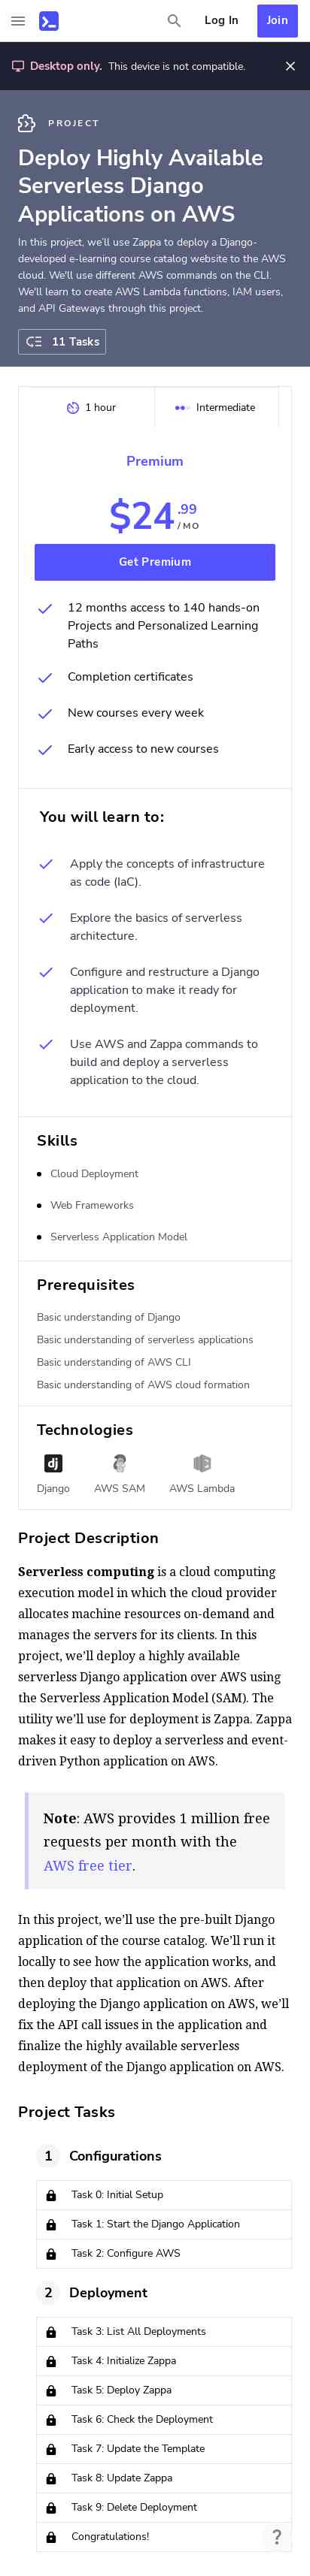 Log In
Join
Desktop only. This device is not compatible.
PROJECT
Deploy Highly Available
Serverless Django
Applications on AWS
In this project, we’ll use Zappa to deploy a Django-
developed e-learning course catalog website to the AWS
cloud. We'll use different AWS commands on the CLI.
We'll learn to create AWS Lambda functions, IAM users,
and API Gateways through this project.
11 Tasks
1 hour
Intermediate
Premium
$24.99
/ MO
Get Premium
12 months access to 140 hands-on
Projects and Personalized Learning
Paths
Completion certificates
New courses every week
Early access to new courses
You will learn to:
Apply the concepts of infrastructure
as code (IaC).
Explore the basics of serverless
architecture.
Configure and restructure a Django
application to make it ready for
deployment.
Use AWS and Zappa commands to
build and deploy a serverless
application to the cloud.
Skills
Cloud Deployment
Web Frameworks
Serverless Application Model
Prerequisites
Basic understanding of Django
Basic understanding of serverless applications
Basic understanding of AWS CLI
Basic understanding of AWS cloud formation
Technologies
dj
Django
AWS SAM
AWS Lambda
Project Description
Serverless computing is a cloud computing
execution model in which the cloud provider
allocates machine resources on-demand and
manages the servers for its clients. In this
project, we’ll deploy a highly available
serverless Django application over AWS using
the Serverless Application Model (SAM). The
utility we’ll use for deployment is Zappa. Zappa
makes it easy to deploy a serverless and event-
driven Python application on AWS.
Note: AWS provides 1 million free
requests per month with the
AWS free tier.
In this project, we’ll use the pre-built Django
application of the course catalog. We’ll run it
locally to see how the application works, and
then deploy that application on AWS. After
deploying the Django application on AWS, we’ll
fix the API call issues in the application and
finalize the highly available serverless
deployment of the Django application on AWS.
Project Tasks
1
Configurations
Task 0: Initial Setup
Task 1: Start the Django Application
Task 2: Configure AWS
2
Deployment
Task 3: List All Deployments
Task 4: Initialize Zappa
Task 5: Deploy Zappa
Task 6: Check the Deployment
Task 7: Update the Template
Task 8: Update Zappa
Task 9: Delete Deployment
Congratulations!
?